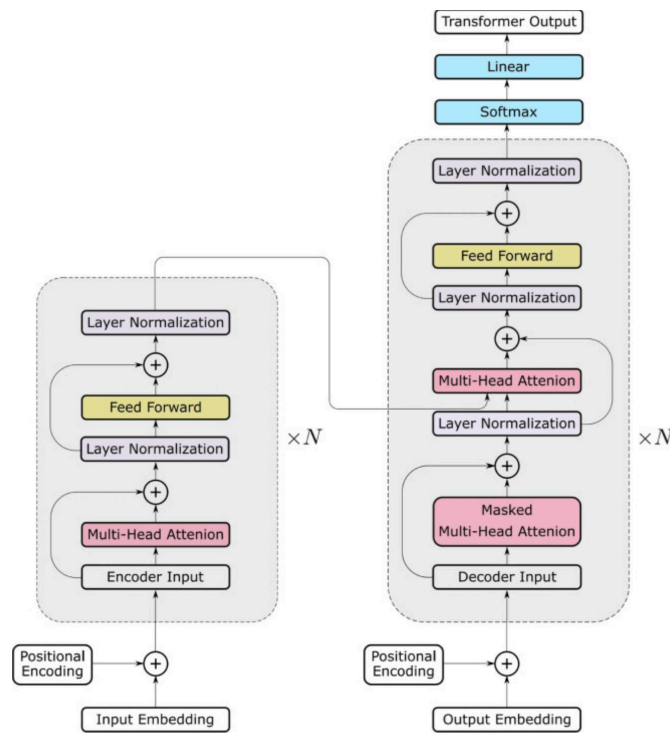 Transformer Output
Linear
Softmax
Layer Normalization
Feed Forward
Layer Normalization
Multi-Head Attenion
Layer Normalization
Masked
Multi-Head Attenion
Decoder Input
×N
Positional
Encoding
Output Embedding
Layer Normalization
Feed Forward
Layer Normalization
Multi-Head Attenion
Encoder Input
×N
Positional
Encoding
Input Embedding